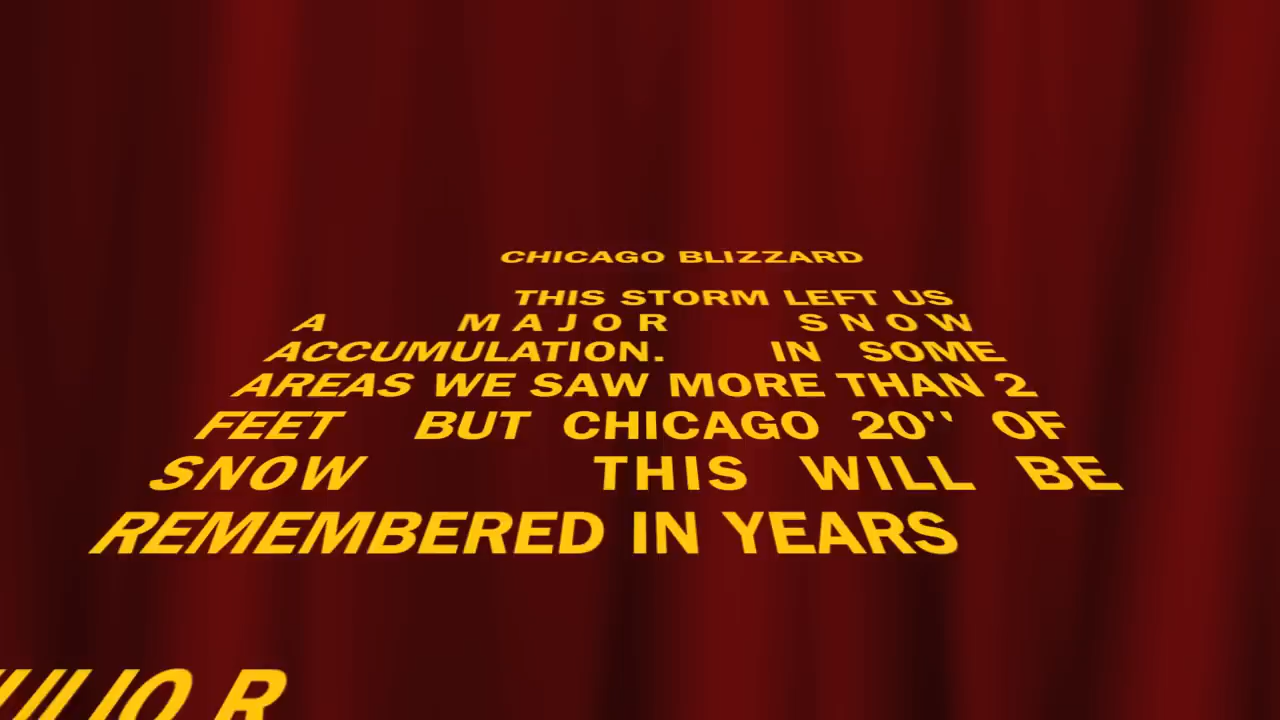 CHICAGO BLIZZARD
THIS STORM LEFT US
A MAJOR SNOW
ACCUMULATION. IN SOME
AREAS WE SAW MORE THAN 2
FEET BUT CHICAGO 20'' OF
SNOW THIS WILL BE
REMEMBERED IN YEARS